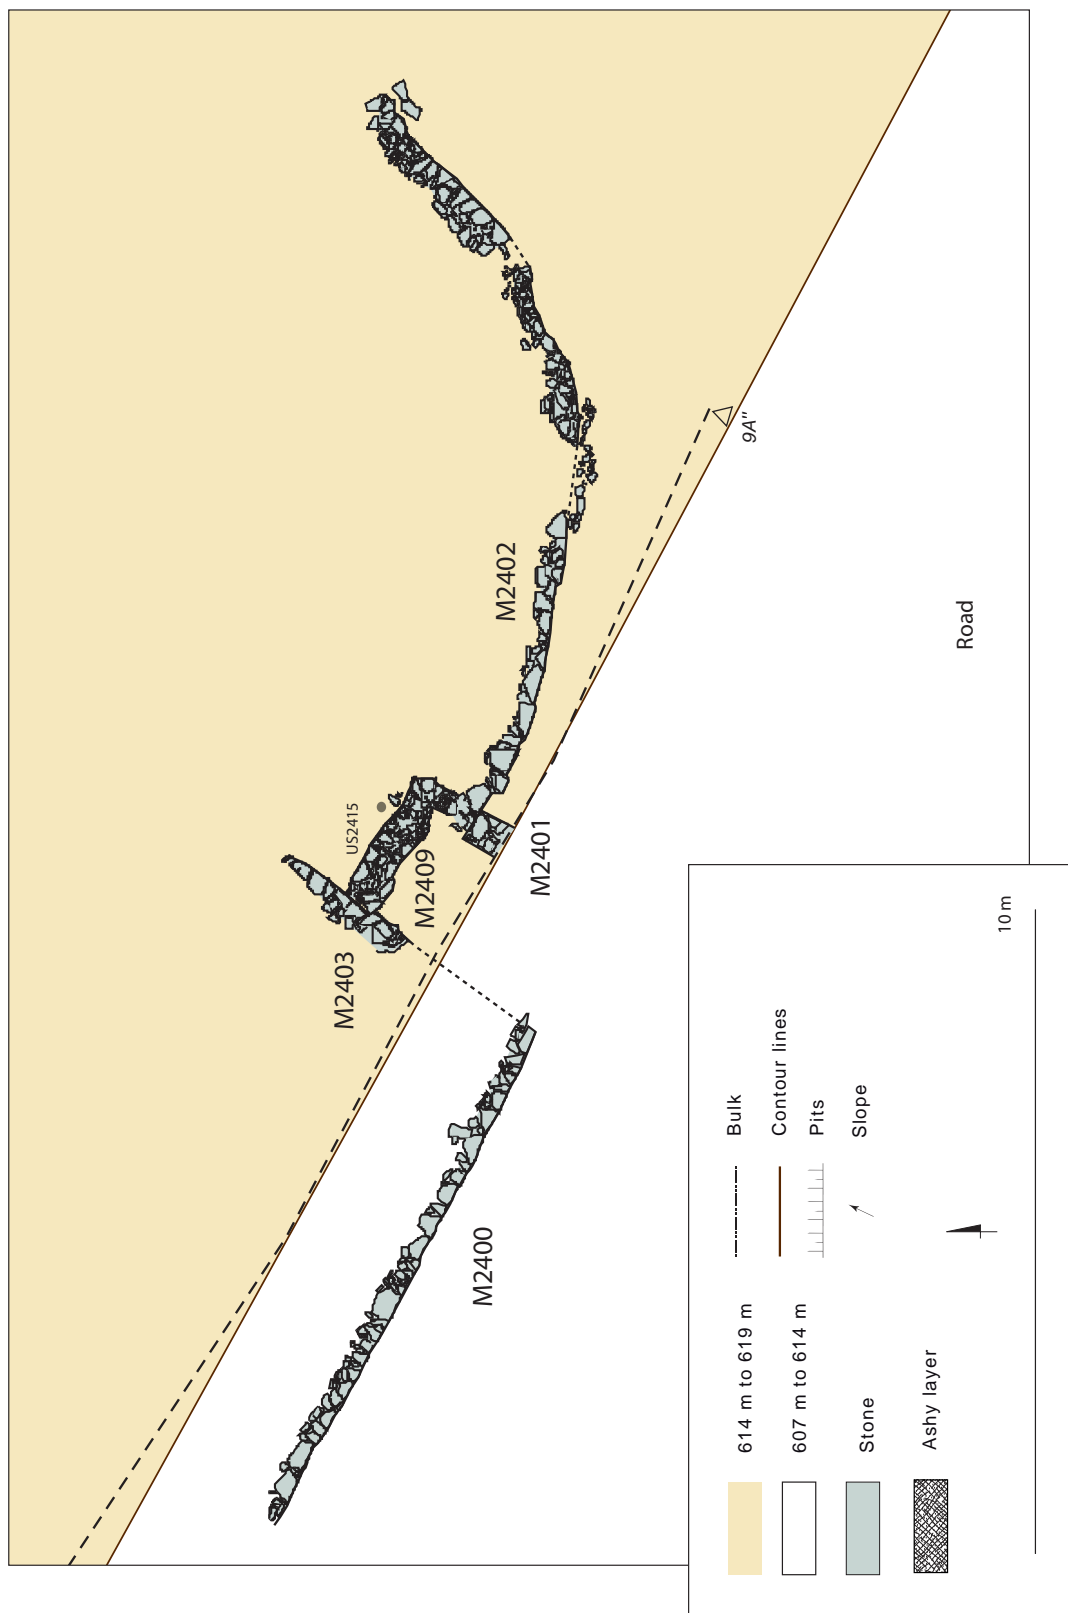 M2402
US2415
M2409
M2401
M2403
M2400
9A"
Road
614 m to 619 m
607 m to 614 m
Stone
Ashy layer
Bulk
Contour lines
Pits
Slope
10 m